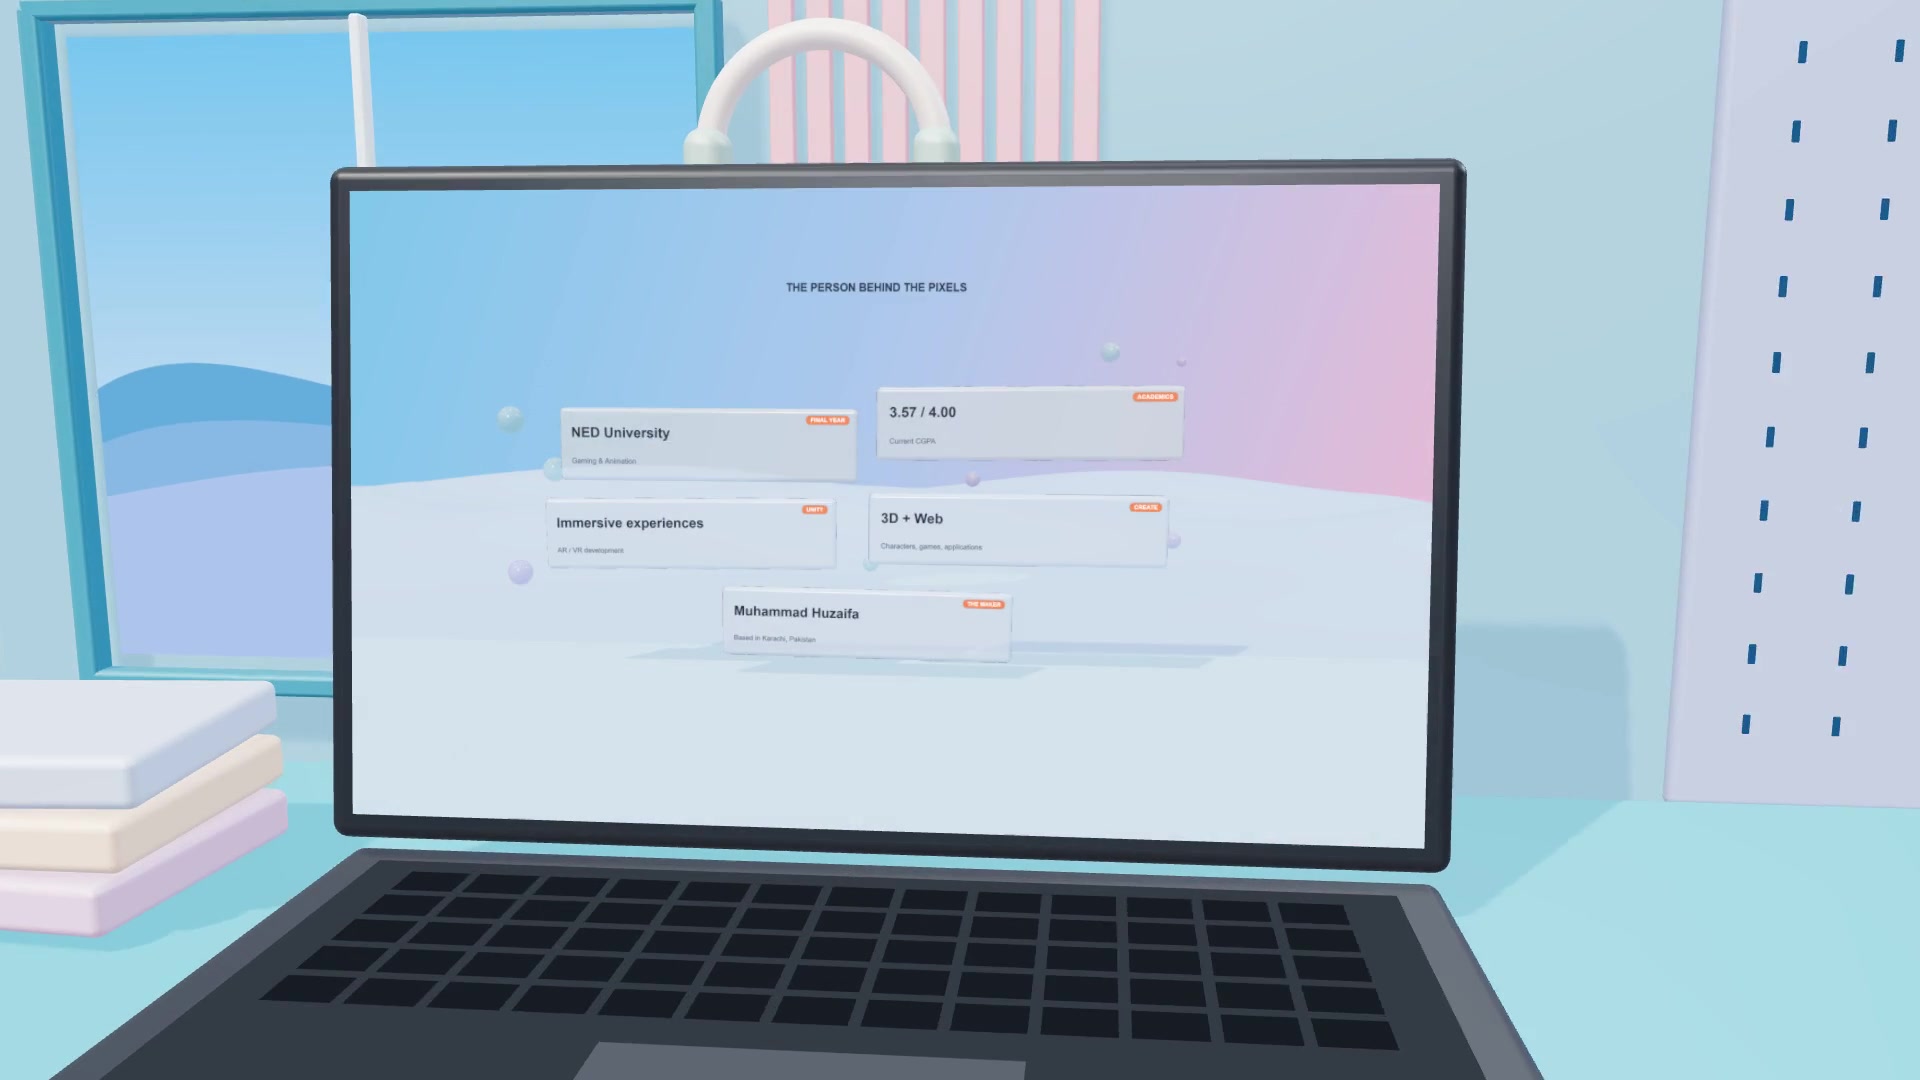 THE PERSON BEHIND THE PIXELS
FINAL YEAR
NED University
Gaming & Animation
ACADEMICS
3.57 / 4.00
Current CGPA
UNITY
Immersive experiences
AR / VR development
CREATE
3D + Web
Characters, games, applications
THE MAKER
Muhammad Huzaifa
Based in Karachi, Pakistan